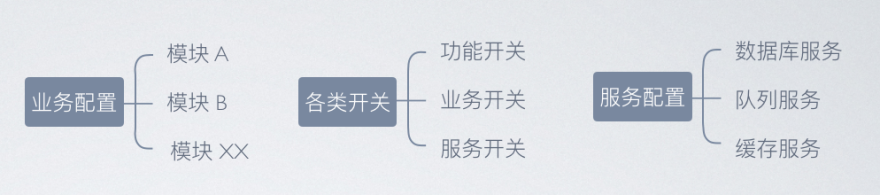 业务配置
模块 A
模块 B
模块 XX
各类开关
功能开关
业务开关
服务开关
服务配置
数据库服务
队列服务
缓存服务